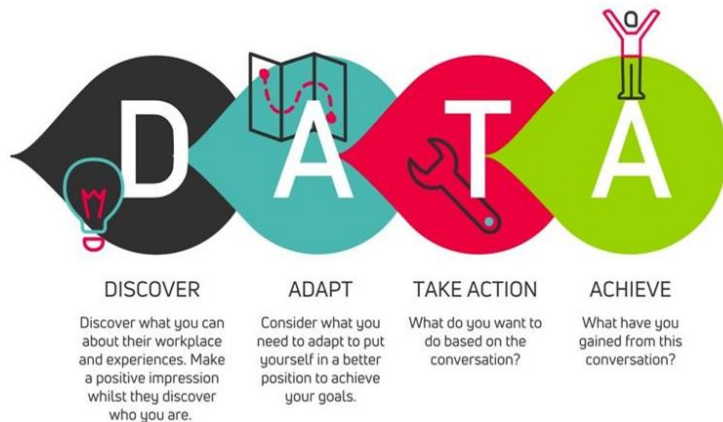 D A T A
DISCOVER
Discover what you can
about their workplace
and experiences. Make
a positive impression
whilst they discover
who you are.
ADAPT
Consider what you
need to adapt to put
yourself in a better
position to achieve
your goals.
TAKE ACTION
What do you want to
do based on the
conversation?
ACHIEVE
What have you
gained from this
conversation?